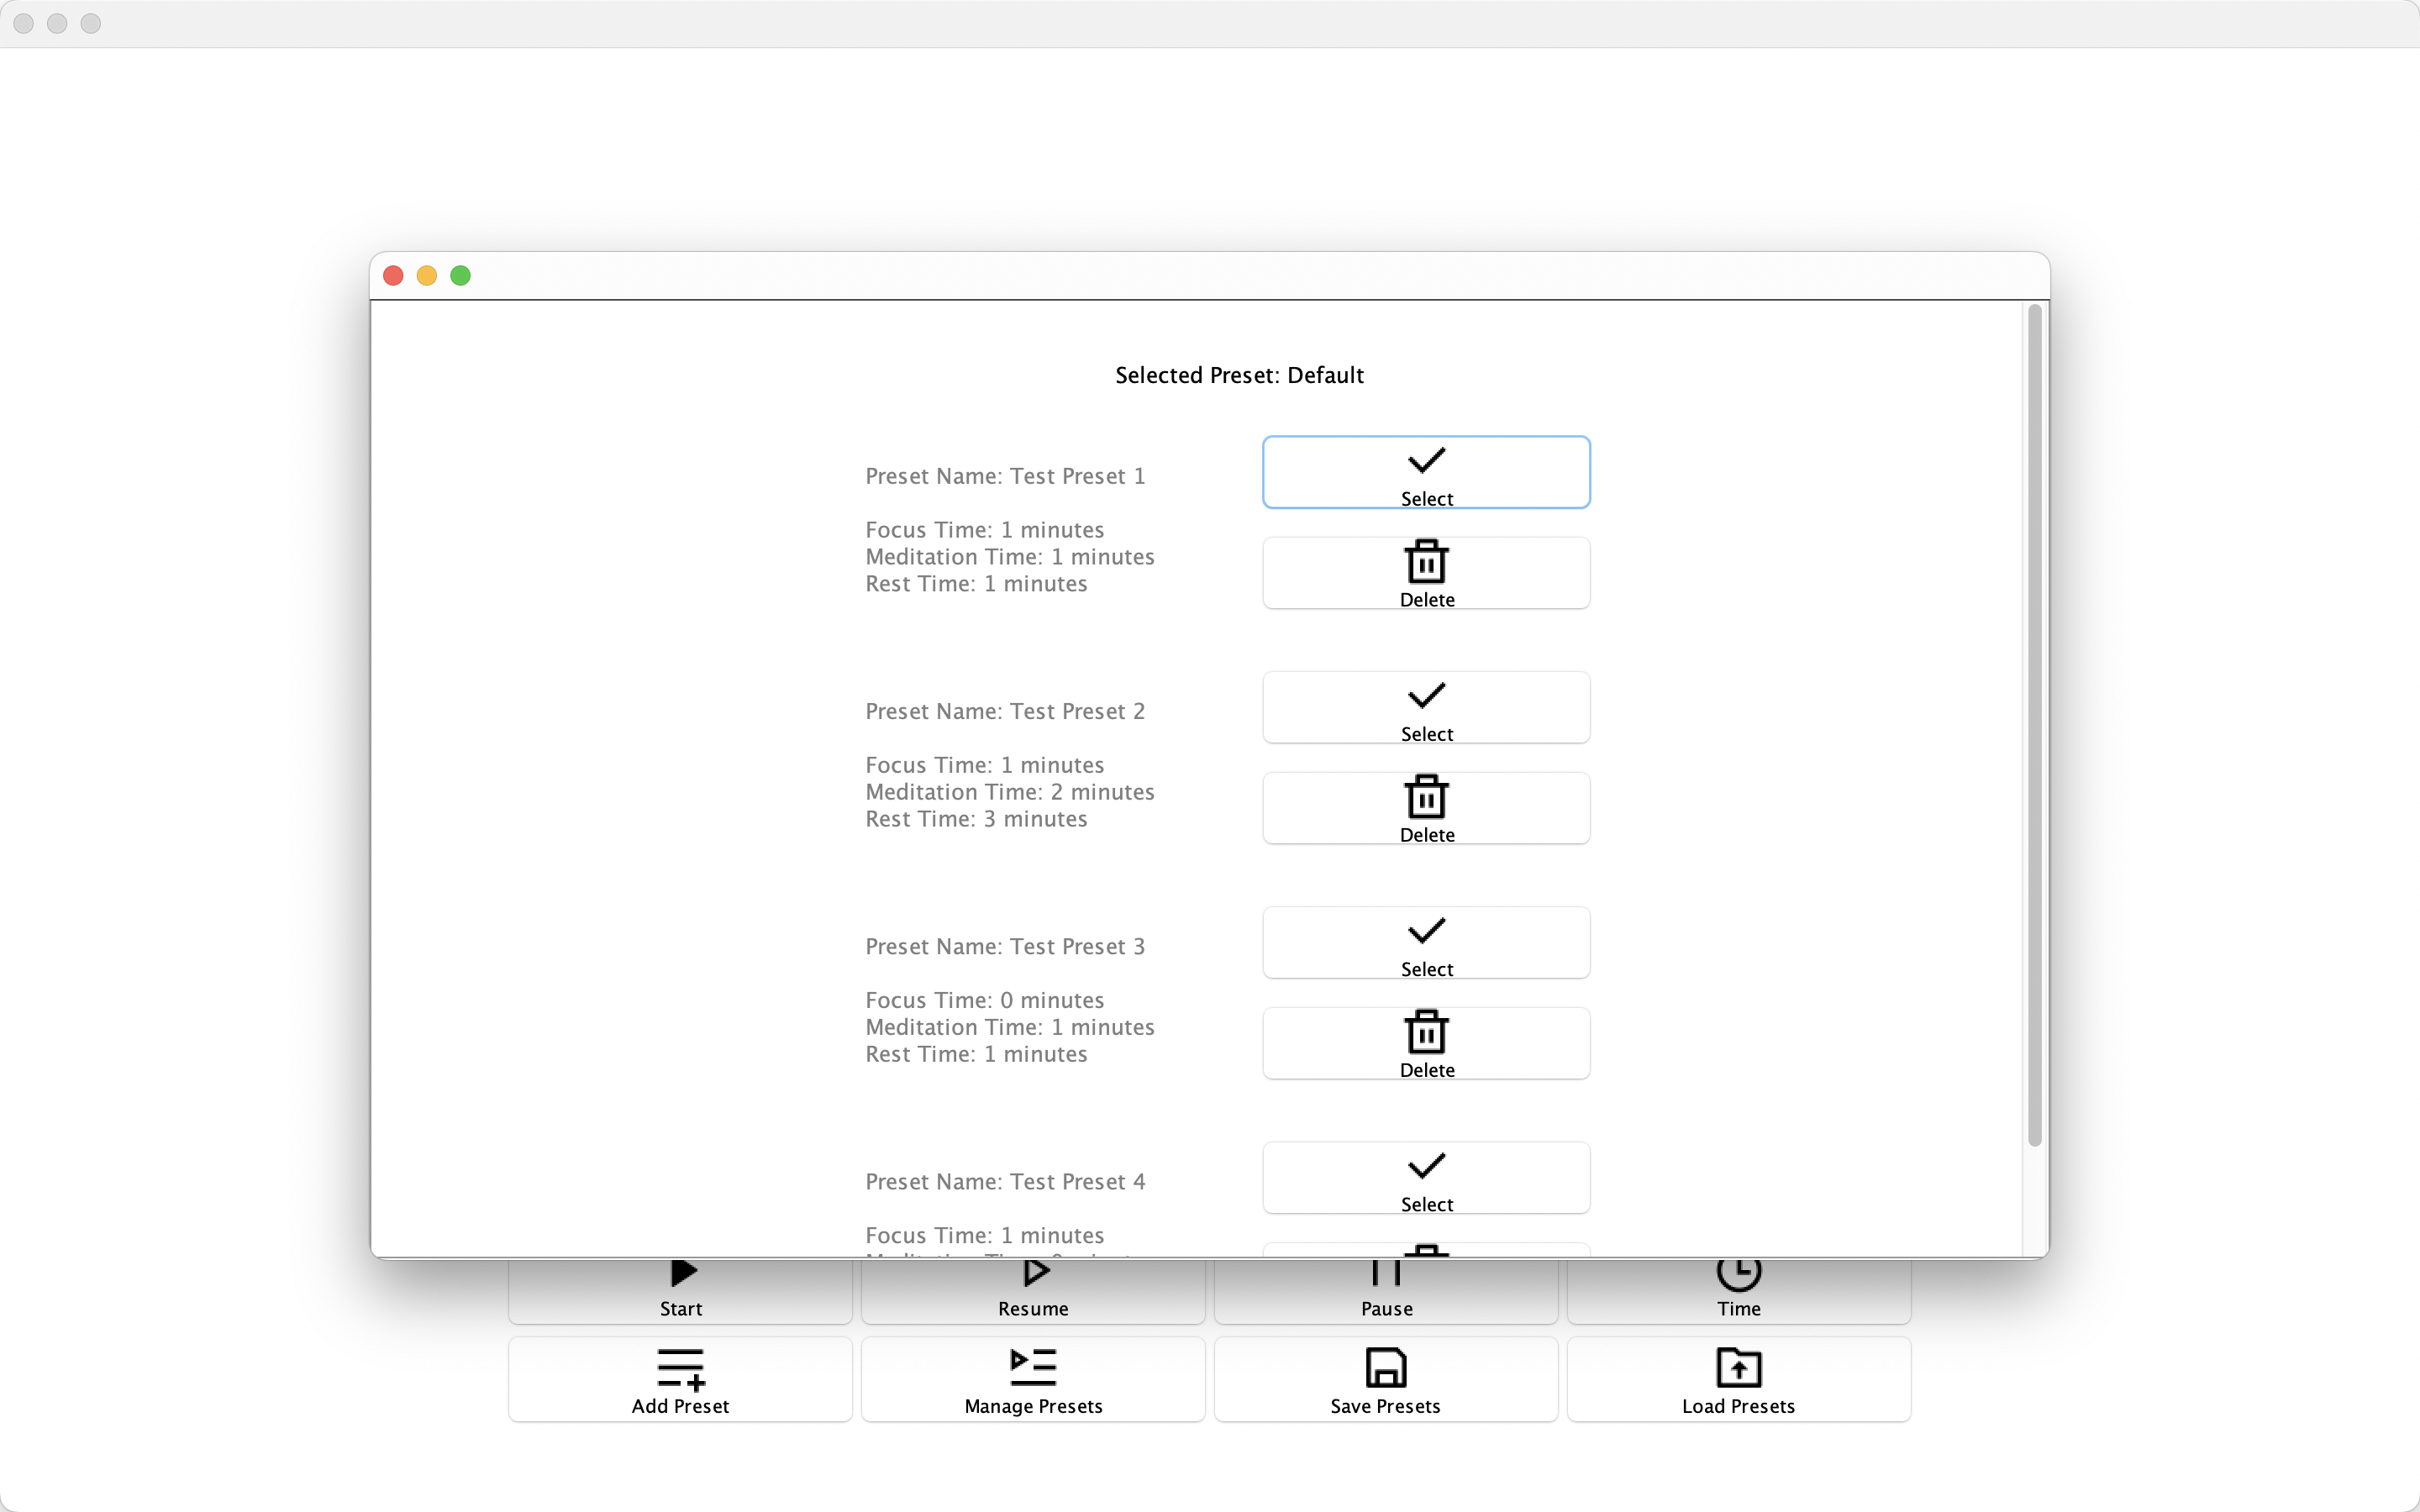 Selected Preset: Default
Preset Name: Test Preset 1
Select
Focus Time: 1 minutes
Meditation Time: 1 minutes
Rest Time: 1 minutes
Delete
Preset Name: Test Preset 2
Select
Focus Time: 1 minutes
Meditation Time: 2 minutes
Rest Time: 3 minutes
Delete
Preset Name: Test Preset 3
Select
Focus Time: 0 minutes
Meditation Time: 1 minutes
Rest Time: 1 minutes
Delete
Preset Name: Test Preset 4
Select
Focus Time: 1 minutes
Start
Resume
Pause
Time
Add Preset
Manage Presets
Save Presets
Load Presets